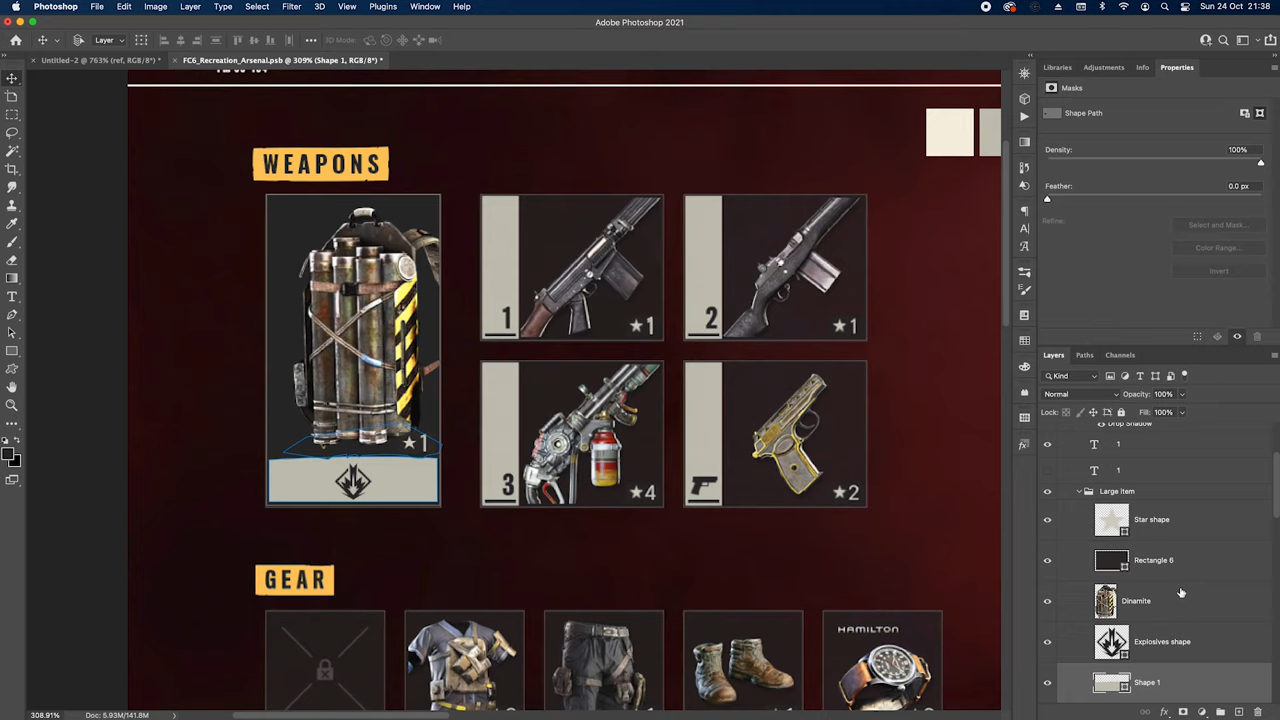 Photoshop File Edit Image Layer Type Select Filter 3D View Plugins Window Help Sun 24 Oct 21:38
Adobe Photoshop 2021
Layer 3D Mode:
Untitled-2 @ 763% (ref, RGB/8) * FC6_Recreation_Arsenal.psb @ 309% (Shape 1, RGB/8) *
Libraries Adjustments Info Properties
Masks
Shape Path
Density: 100%
Feather: 0.0 px
Refine: Select and Mask...
Color Range...
Invert
WEAPONS
1 ★1
2 ★1
★1
3 ★4
★2
GEAR
HAMILTON
Layers Paths Channels
Kind
Normal Opacity: 100%
Lock: Fill: 100%
Drop Shadow
T 1
T 1
Large item
Star shape
Rectangle 6
Dinamite
Explosives shape
Shape 1
308.91% Doc: 5.93M/141.8M